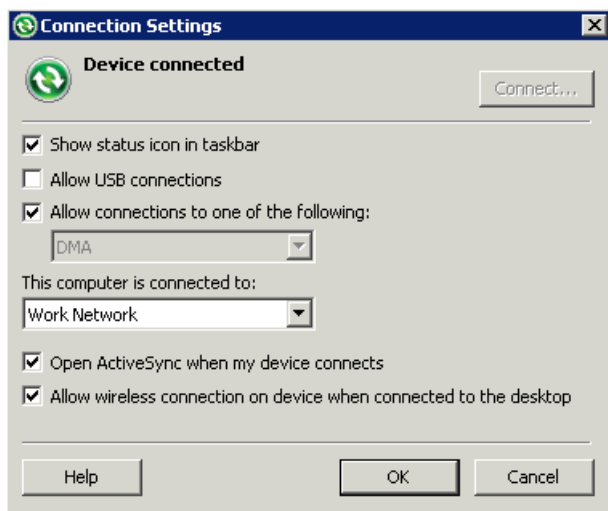 Connection Settings
Device connected
Connect...
Show status icon in taskbar
Allow USB connections
Allow connections to one of the following:
DMA
This computer is connected to:
Work Network
Open ActiveSync when my device connects
Allow wireless connection on device when connected to the desktop
Help OK Cancel